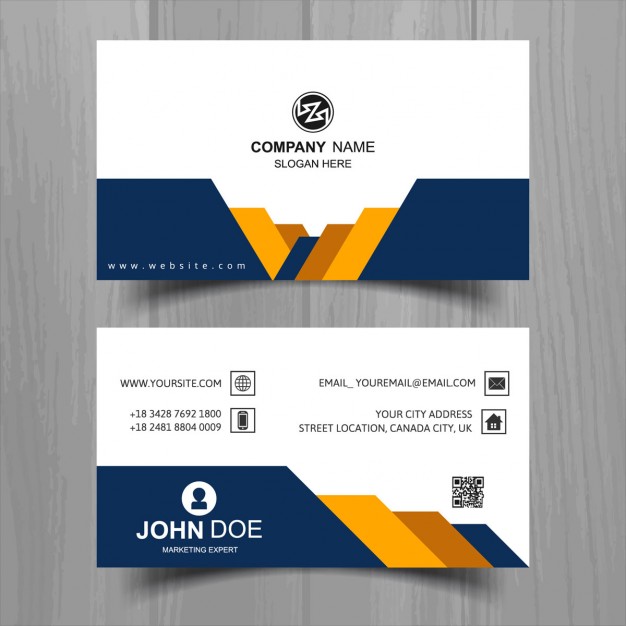 COMPANY NAME
SLOGAN HERE
www.website.com
WWW.YOURSITE.COM
+18 3428 7692 1800
+18 2481 8804 0009
EMAIL_ YOUREMAIL@EMAIL.COM
YOUR CITY ADDRESS
STREET LOCATION, CANADA CITY, UK
JOHN DOE
MARKETING EXPERT